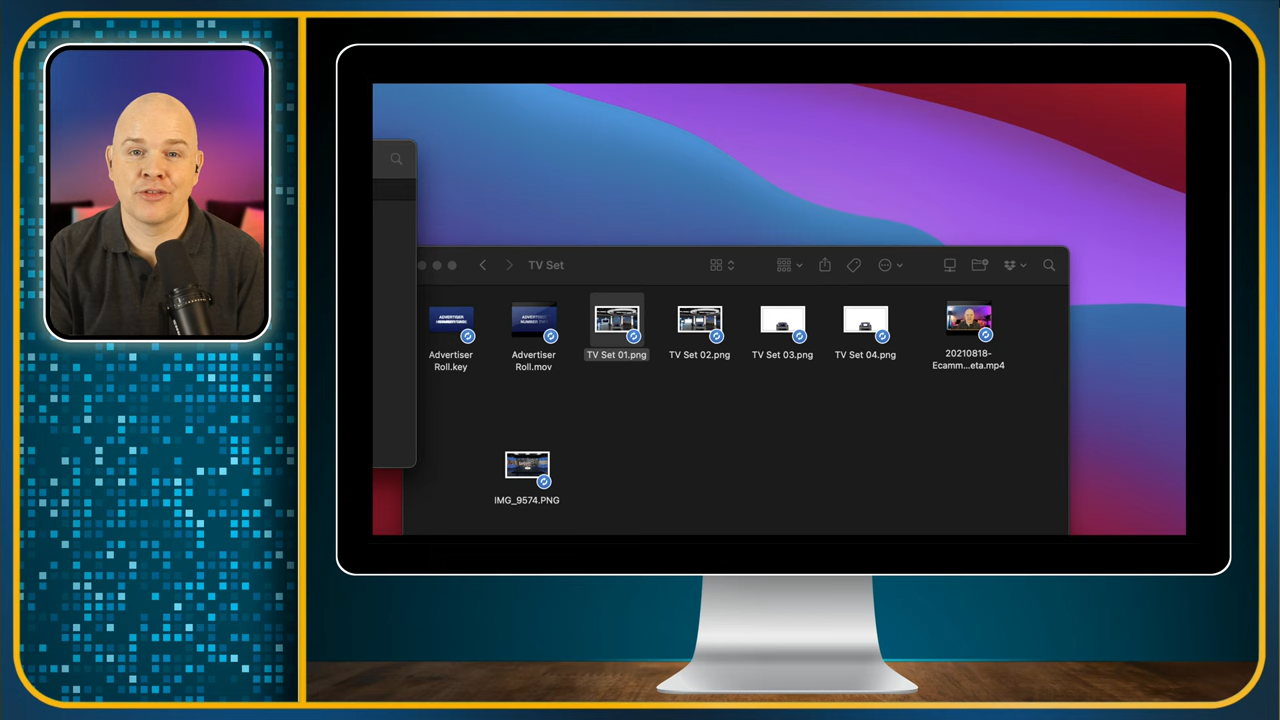 TV Set
Advertiser
Roll.key
Advertiser
Roll.mov
TV Set 01.png
TV Set 02.png
TV Set 03.png
TV Set 04.png
20210818-
Ecamm...eta.mp4
IMG_9574.PNG